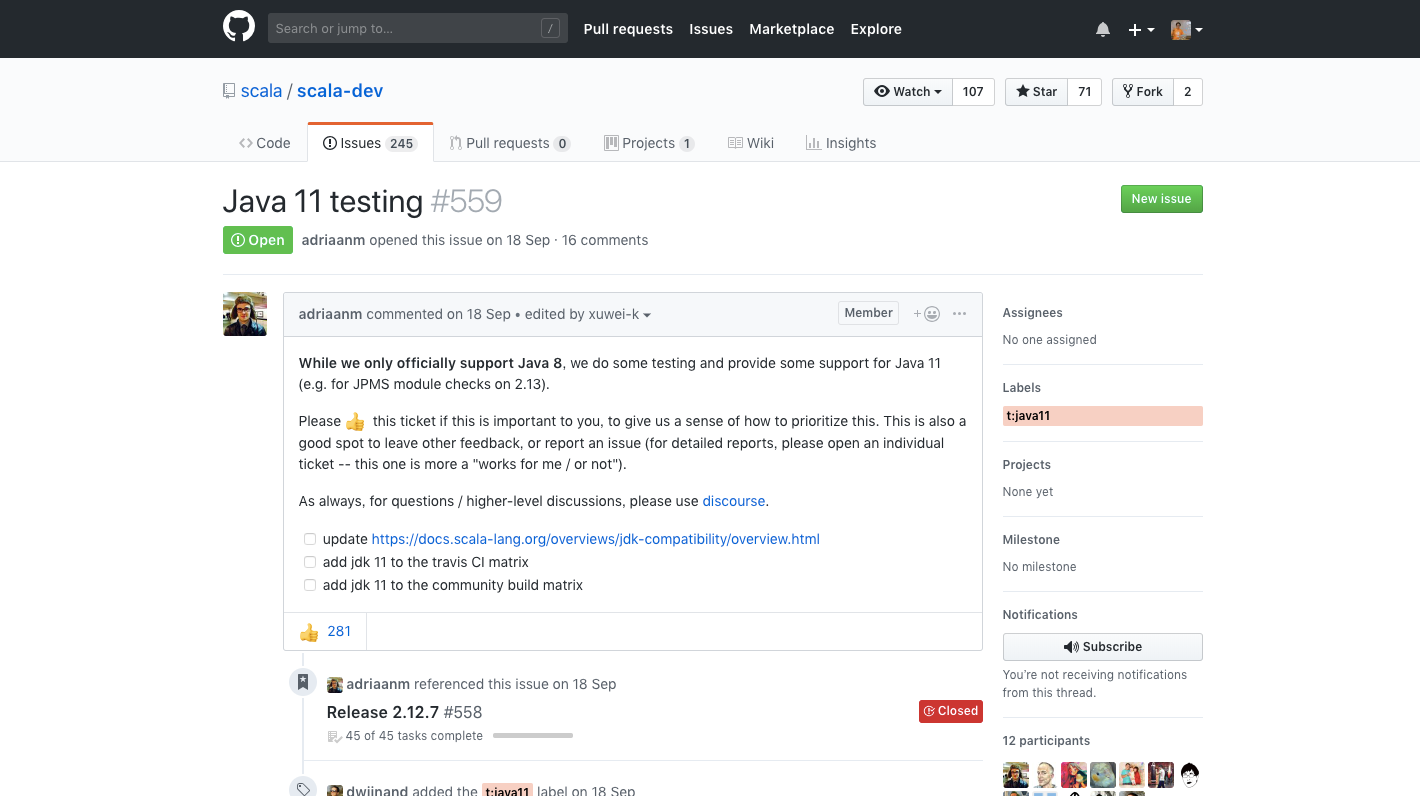 Search or jump to... /
Pull requests Issues Marketplace Explore
scala / scala-dev
Watch 107 Star 71 Fork 2
Code Issues 245 Pull requests 0 Projects 1 Wiki Insights
Java 11 testing #559
New issue
Open adriaanm opened this issue on 18 Sep · 16 comments
adriaanm commented on 18 Sep • edited by xuwei-k
Member
While we only officially support Java 8, we do some testing and provide some support for Java 11
(e.g. for JPMS module checks on 2.13).
Please 👍 this ticket if this is important to you, to give us a sense of how to prioritize this. This is also a
good spot to leave other feedback, or report an issue (for detailed reports, please open an individual
ticket -- this one is more a "works for me / or not").
As always, for questions / higher-level discussions, please use discourse.
update https://docs.scala-lang.org/overviews/jdk-compatibility/overview.html
add jdk 11 to the travis CI matrix
add jdk 11 to the community build matrix
👍 281
adriaanm referenced this issue on 18 Sep
Release 2.12.7 #558
Closed
45 of 45 tasks complete
dwijnand added the t:java11 label on 18 Sep
Assignees
No one assigned
Labels
t:java11
Projects
None yet
Milestone
No milestone
Notifications
Subscribe
You're not receiving notifications
from this thread.
12 participants